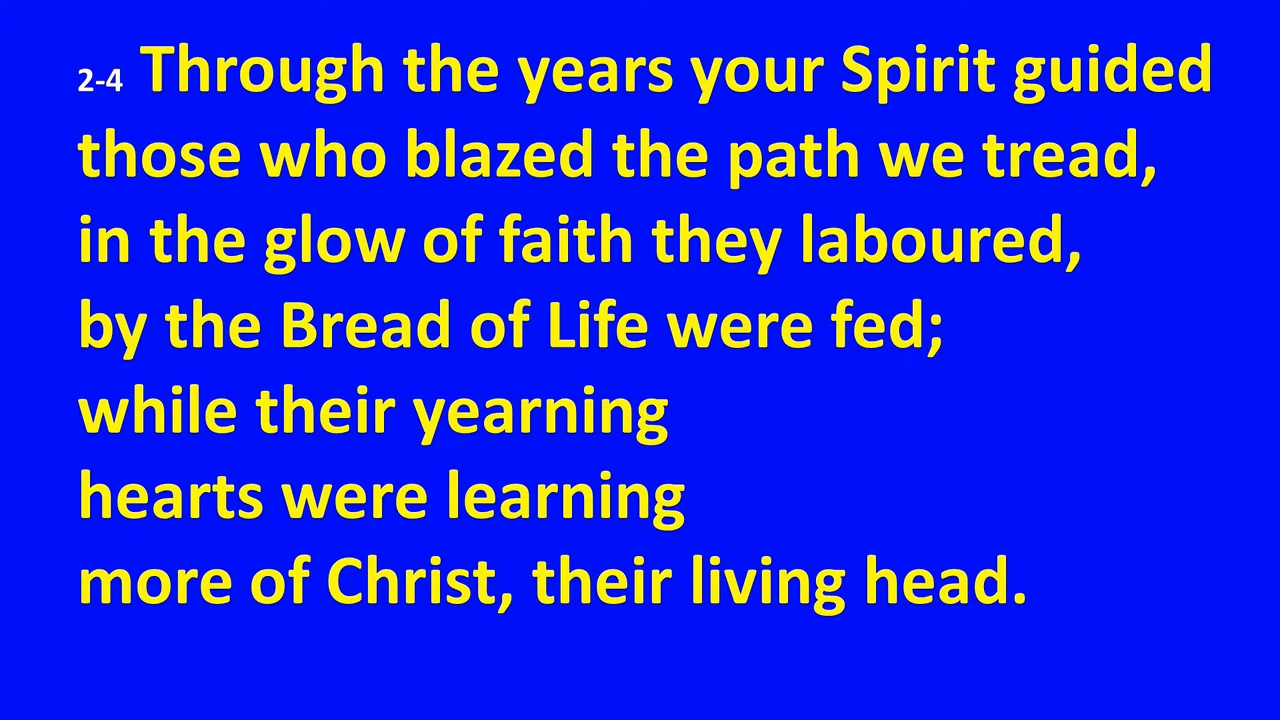 2-4 Through the years your Spirit guided
those who blazed the path we tread,
in the glow of faith they laboured,
by the Bread of Life were fed;
while their yearning
hearts were learning
more of Christ, their living head.